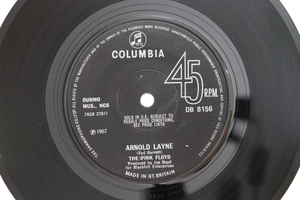 COLUMBIA
45 RPM.
DUNMO
MUS., NCB
7XCA 27877
℗ 1967
SOLD IN U.K. SUBJECT TO
RESALE PRICE CONDITIONS,
SEE PRICE LISTS
DB 8156
ARNOLD LAYNE
(Syd Barrett)
THE PINK FLOYD
Produced by Joe Boyd
for Blackhill Enterprises
MADE IN GT. BRITAIN